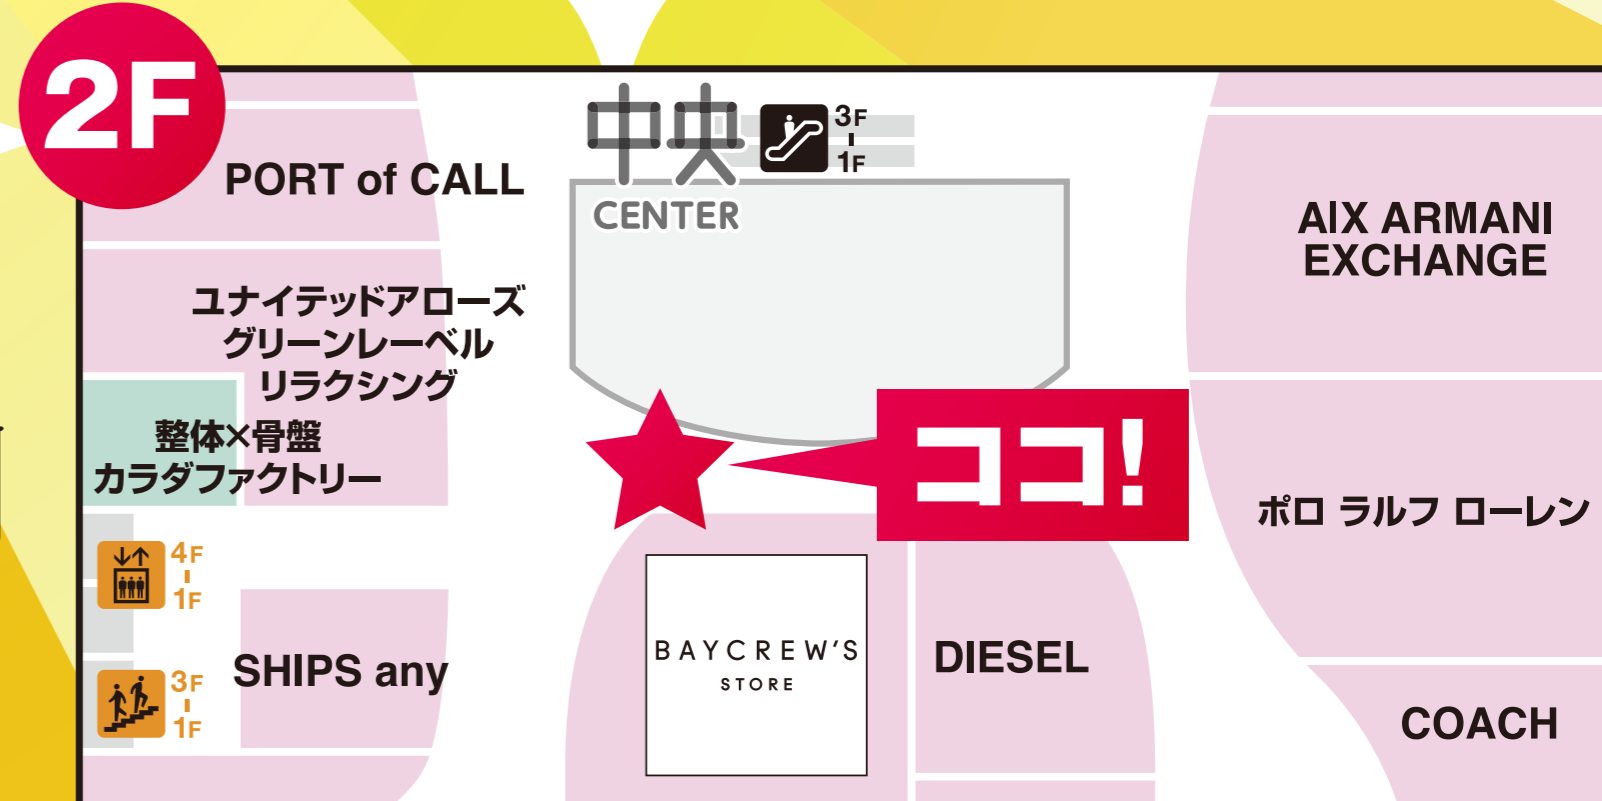 2F
中央
CENTER
3F
1F
PORT of CALL
ユナイテッドアローズ
グリーンレーベル
リラクシング
整体×骨盤
カラダファクトリー
4F
1F
3F
1F
SHIPS any
ココ!
BAYCREW'S
STORE
DIESEL
A|X ARMANI
EXCHANGE
ポロ ラルフ ローレン
COACH